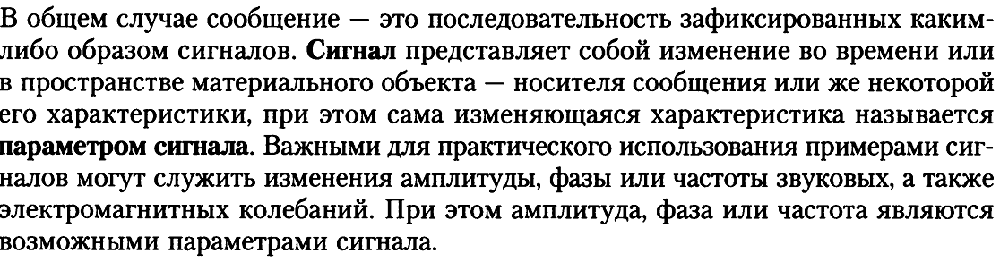 В общем случае сообщение — это последовательность зафиксированных каким-
либо образом сигналов. Сигнал представляет собой изменение во времени или
в пространстве материального объекта — носителя сообщения или же некоторой
его характеристики, при этом сама изменяющаяся характеристика называется
параметром сигнала. Важными для практического использования примерами сиг-
налов могут служить изменения амплитуды, фазы или частоты звуковых, а также
электромагнитных колебаний. При этом амплитуда, фаза или частота являются
возможными параметрами сигнала.